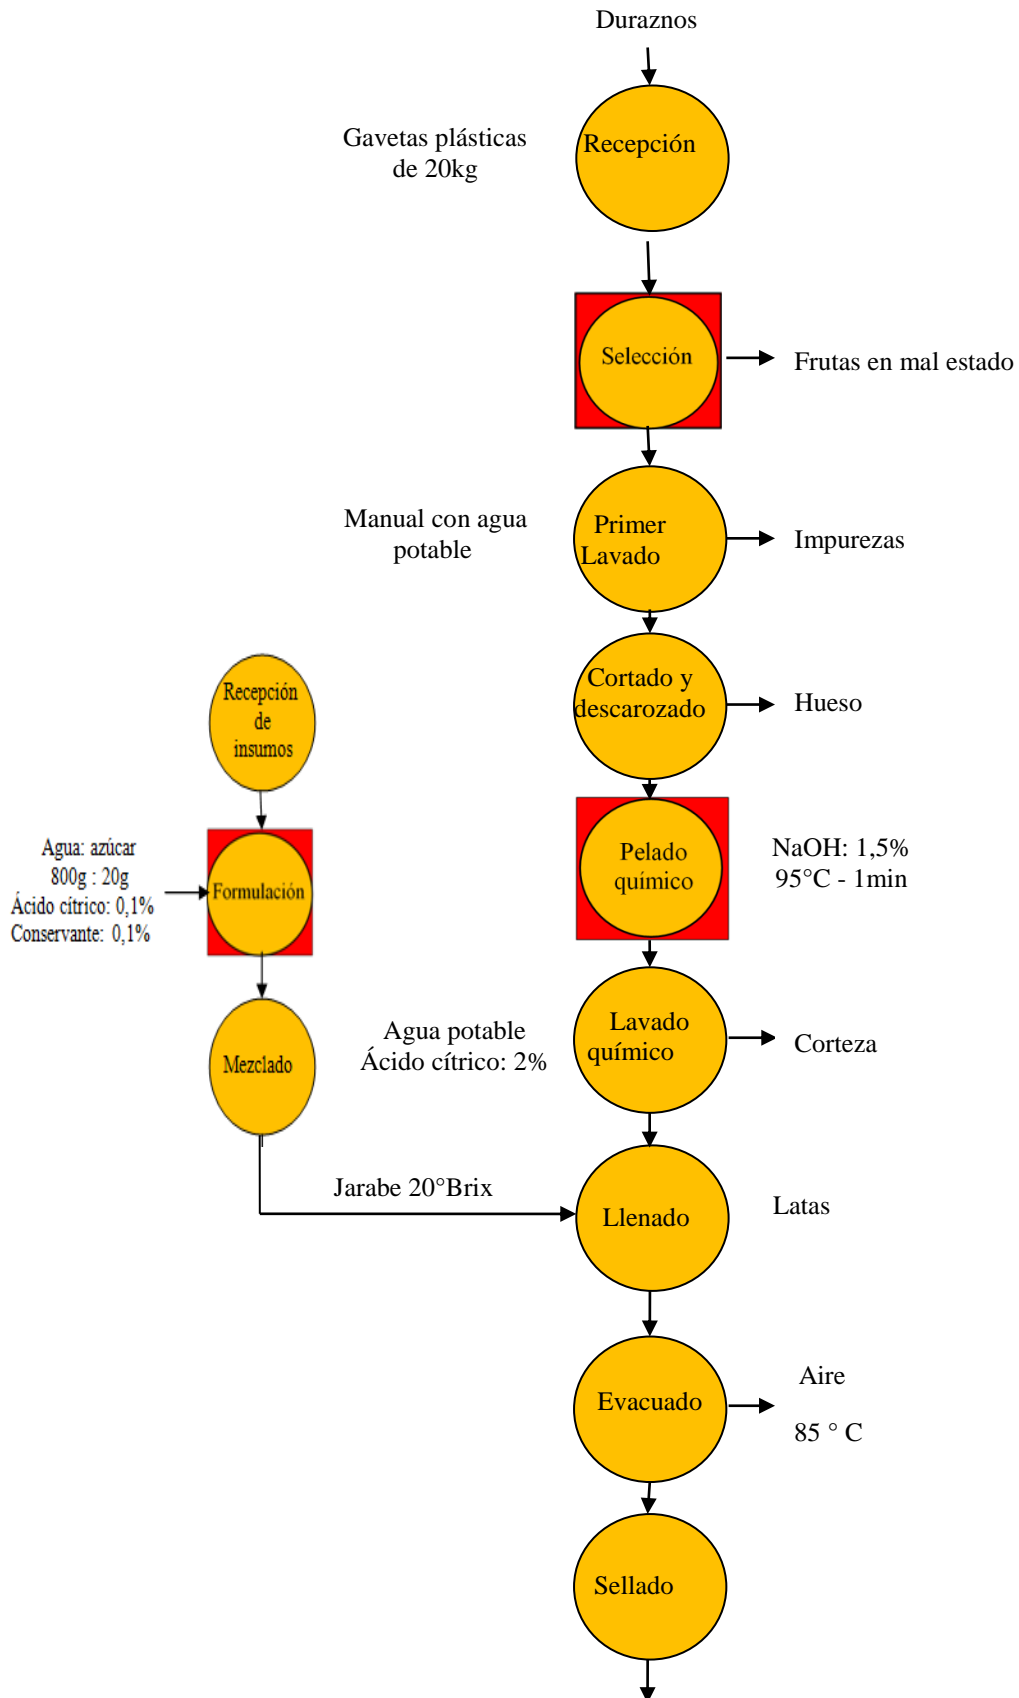 Duraznos
Gavetas plásticas
de 20kg
Recepción
Selección
Frutas en mal estado
Manual con agua
potable
Primer
Lavado
Impurezas
Cortado y
descarozado
Hueso
Recepción
de
insumos
Agua: azúcar
800g : 20g
Ácido cítrico: 0,1%
Conservante: 0,1%
Formulación
Pelado
químico
NaOH: 1,5%
95°C - 1min
Mezclado
Agua potable
Ácido cítrico: 2%
Lavado
químico
Corteza
Jarabe 20°Brix
Llenado
Latas
Evacuado
Aire
85 ° C
Sellado